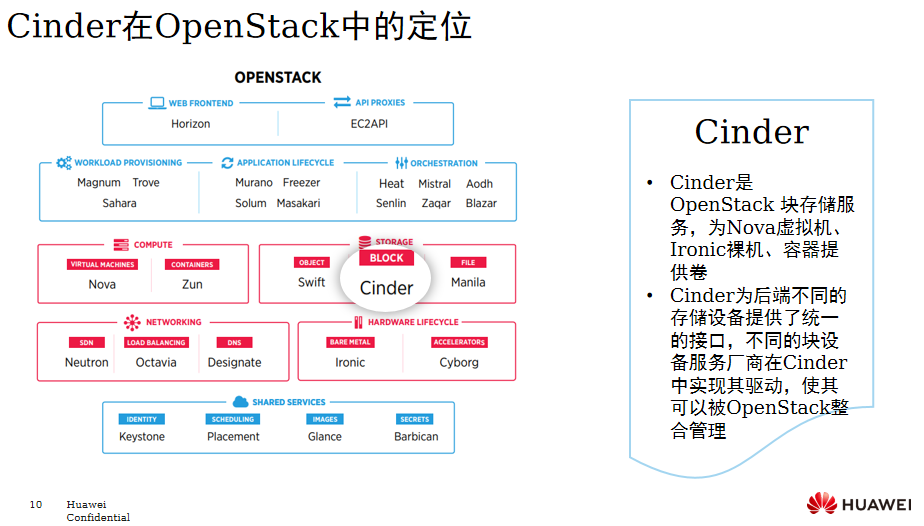 Cinder在OpenStack中的定位
OPENSTACK
WEB FRONTEND
API PROXIES
Horizon
EC2API
WORKLOAD PROVISIONING
APPLICATION LIFECYCLE
ORCHESTRATION
Magnum Trove
Murano Freezer
Heat Mistral Aodh
Sahara
Solum Masakari
Senlin Zaqar Blazar
COMPUTE
STORAGE
VIRTUAL MACHINES
CONTAINERS
OBJECT
BLOCK
FILE
Nova
Zun
Swift
Cinder
Manila
NETWORKING
HARDWARE LIFECYCLE
SDN
LOAD BALANCING
DNS
BARE METAL
ACCELERATORS
Neutron
Octavia
Designate
Ironic
Cyborg
SHARED SERVICES
IDENTITY
SCHEDULING
IMAGES
SECRETS
Keystone
Placement
Glance
Barbican
Cinder
• Cinder是
OpenStack 块存储服
务，为Nova虚拟机、
Ironic裸机、容器提
供卷
• Cinder为后端不同的
存储设备提供了统一
的接口，不同的块设
备服务厂商在Cinder
中实现其驱动，使其
可以被OpenStack整
合管理
10
Huawei
Confidential
HUAWEI